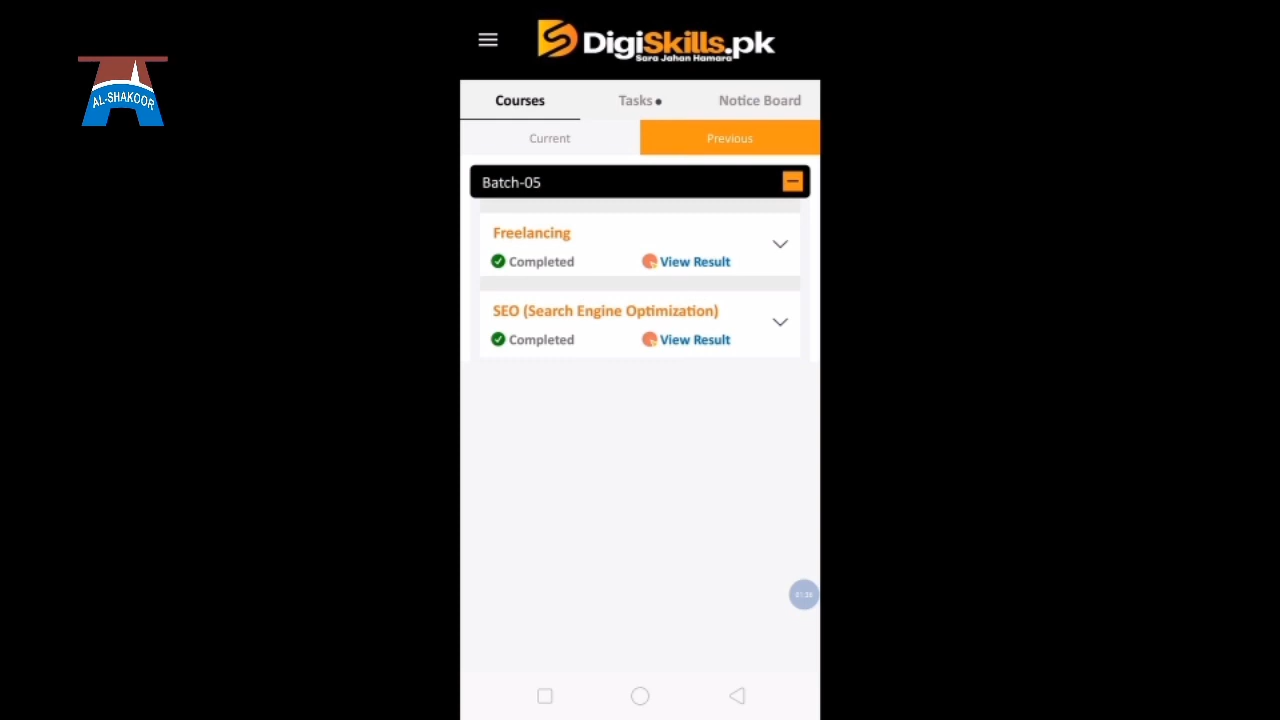 AL-SHAKOOR
DigiSkills.pk
Sara Jahan Hamara
Courses
Tasks
Notice Board
Current
Previous
Batch-05
Freelancing
Completed
View Result
SEO (Search Engine Optimization)
Completed
View Result